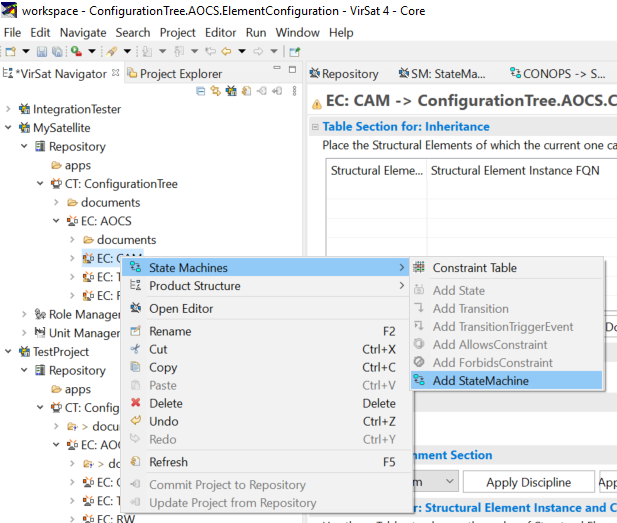 workspace - ConfigurationTree.AOCS.ElementConfiguration - VirSat 4 - Core
File Edit Navigate Search Project Editor Run Window Help
*VirSat Navigator
Project Explorer
Repository
SM: StateMa...
CONOPS -> S...
IntegrationTester
MySatellite
Repository
apps
CT: ConfigurationTree
documents
EC: AOCS
documents
EC: CAM
EC: T
EC: F
Role Manager
Unit Manager
TestProject
Repository
apps
CT: Config
> docu
EC: AOC
> do
EC: C
EC: T
EC: RW
EC: CAM -> ConfigurationTree.AOCS.C
Table Section for: Inheritance
Place the Structural Elements of which the current one ca
Structural Eleme... Structural Element Instance FQN
State Machines
Product Structure
Open Editor
Rename F2
Cut Ctrl+X
Copy Ctrl+C
Paste Ctrl+V
Delete Delete
Undo Ctrl+Z
Redo Ctrl+Y
Refresh F5
Commit Project to Repository
Update Project from Repository
Constraint Table
Add State
Add Transition
Add TransitionTriggerEvent
Add AllowsConstraint
Add ForbidsConstraint
Add StateMachine
Do
nment Section
m
Apply Discipline
App
r: Structural Element Instance and C